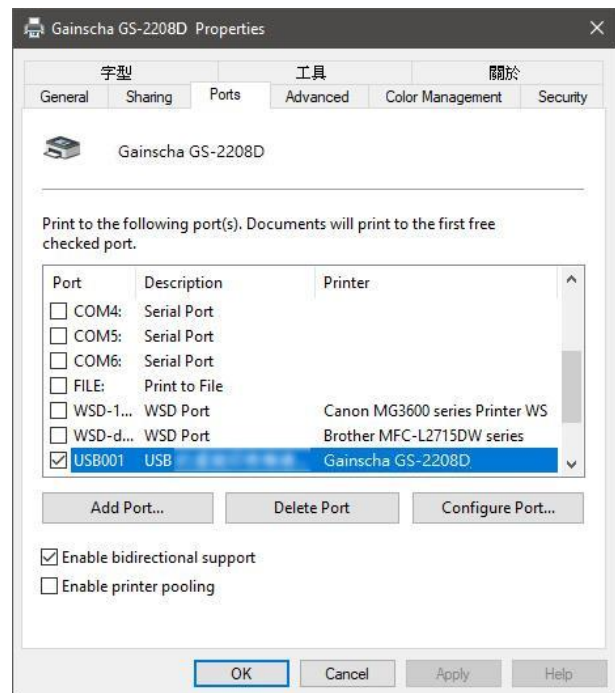 Gainscha GS-2208D Properties
字型 工具 關於
General Sharing Ports Advanced Color Management Security
Gainscha GS-2208D
Print to the following port(s). Documents will print to the first free
checked port.
Port Description Printer
COM4: Serial Port
COM5: Serial Port
COM6: Serial Port
FILE: Print to File
WSD-1... WSD Port Canon MG3600 series Printer WS
WSD-d... WSD Port Brother MFC-L2715DW series
USB001 USB Gainscha GS-2208D
Add Port... Delete Port Configure Port...
Enable bidirectional support
Enable printer pooling
OK Cancel Apply Help